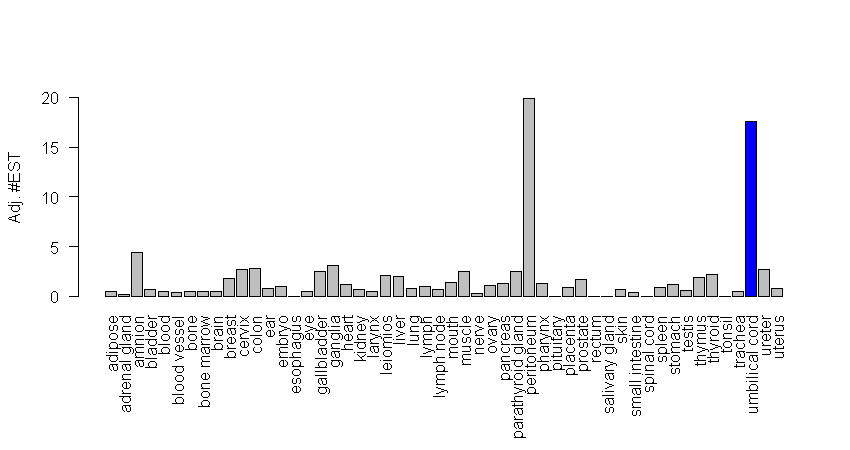 Adj. #EST
20
15
10
5
0
adipose
adrenal gland
amnion
bladder
blood
blood vessel
bone
bone marrow
brain
breast
cervix
colon
ear
embryo
esophagus
eye
gallbladder
ganglia
heart
kidney
larynx
leiomios
liver
lung
lymph
lymph node
mouth
muscle
nerve
ovary
pancreas
parathyroid gland
peritoneum
pharynx
pituitary
placenta
prostate
rectum
salivary gland
skin
small intestine
spinal cord
spleen
stomach
testis
thymus
thyroid
tonsil
trachea
umbilical cord
ureter
uterus